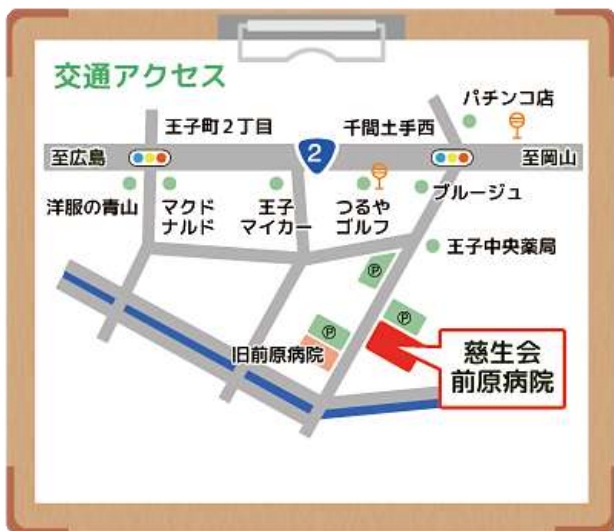 交通アクセス
パチンコ店
王子町2丁目
千間土手西
至広島
2
至岡山
洋服の青山
マクド
ナルド
王子
マイカー
つるや
ゴルフ
ブルージュ
王子中央薬局
P
P
P
旧前原病院
慈生会
前原病院